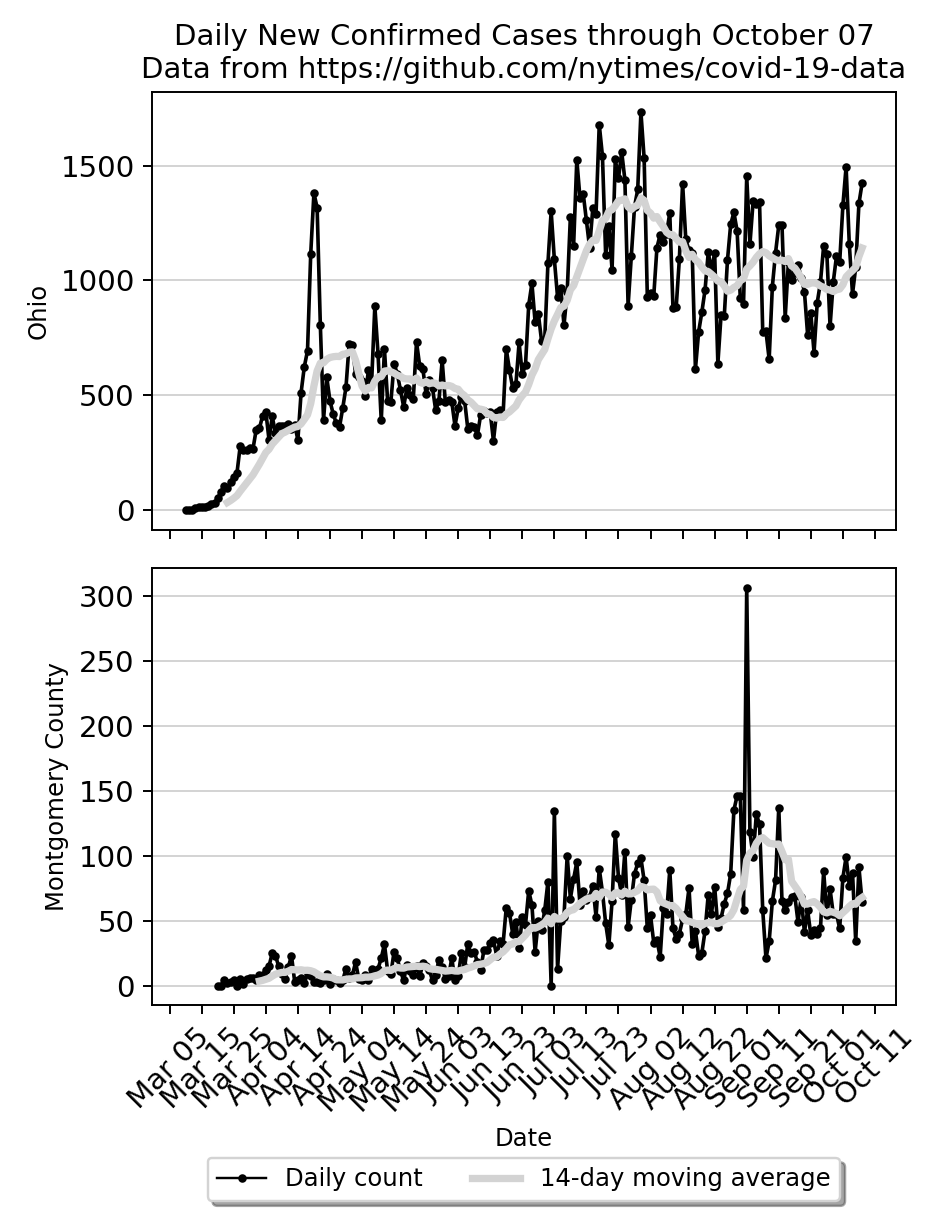 Daily New Confirmed Cases through October 07
Data from https://github.com/nytimes/covid-19-data
1500
1000
500
0
Ohio
300
250
200
150
100
50
0
Montgomery County
Mar 05
Mar 15
Mar 25
Apr 04
Apr 14
Apr 24
May 04
May 14
May 24
Jun 03
Jun 13
Jun 23
Jul 03
Jul 13
Jul 23
Aug 02
Aug 12
Aug 22
Sep 01
Sep 11
Sep 21
Oct 01
Oct 11
Date
Daily count
14-day moving average